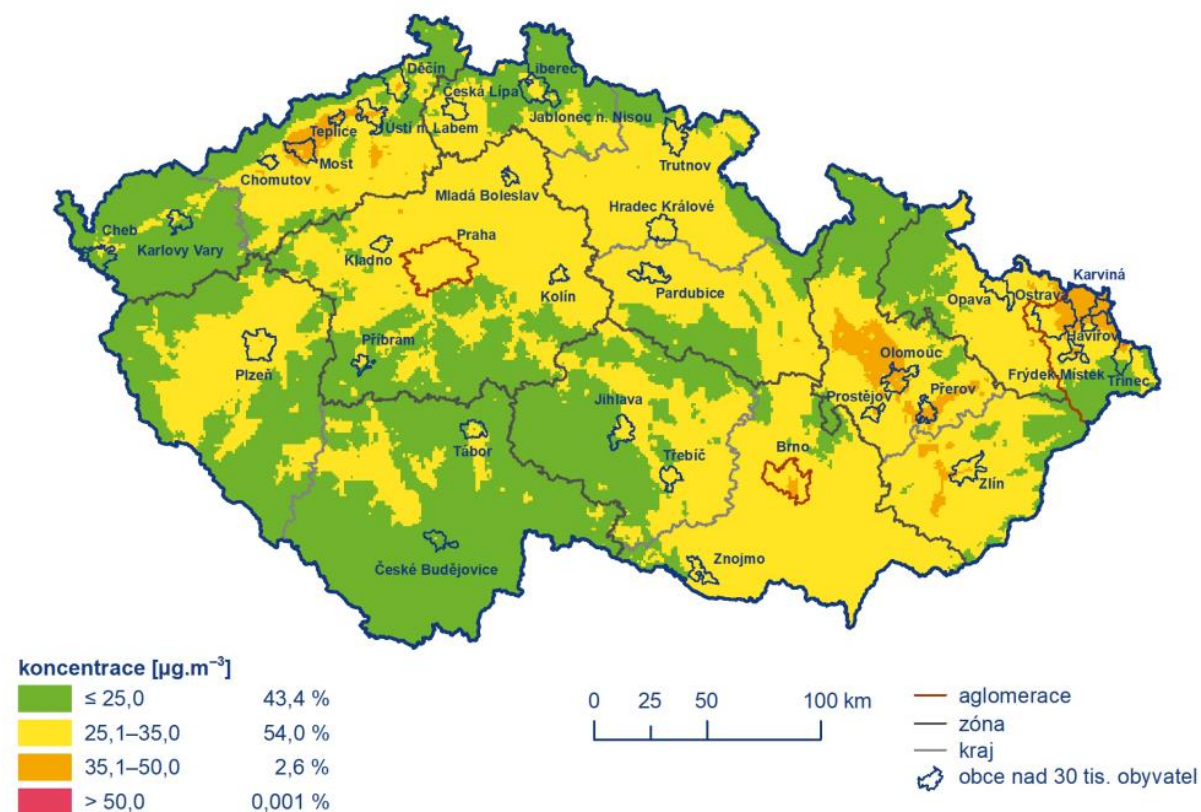 Děčín
Liberec
Česká Lípa
Jablonec n. Nisou
Teplice
Ústí n. Labem
Most
Chomutov
Trutnov
Mladá Boleslav
Hradec Králové
Cheb
Karlovy Vary
Praha
Kladno
Kolín
Pardubice
Karviná
Opava
Ostrava
Havířov
Příbram
Plzeň
Olomouc
Frýdek-Místek
Třinec
Přerov
Prostějov
Jihlava
Tábor
Třebíč
Brno
Zlín
Znojmo
České Budějovice
koncentrace [µg.m⁻³]
≤ 25,0 43,4 %
25,1–35,0 54,0 %
35,1–50,0 2,6 %
> 50,0 0,001 %
0 25 50 100 km
aglomerace
zóna
kraj
obce nad 30 tis. obyvatel